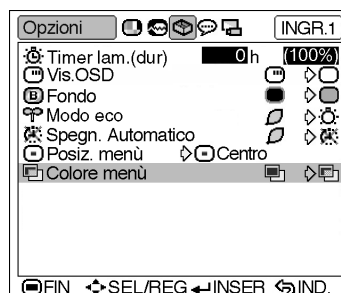 Opzioni INGR.1
Timer lam.(dur) 0 h (100%)
Vis.OSD
B Fondo
Modo eco
Spegn. Automatico
Posiz. menù Centro
Colore menù
FIN SEL/REG INSER IND.